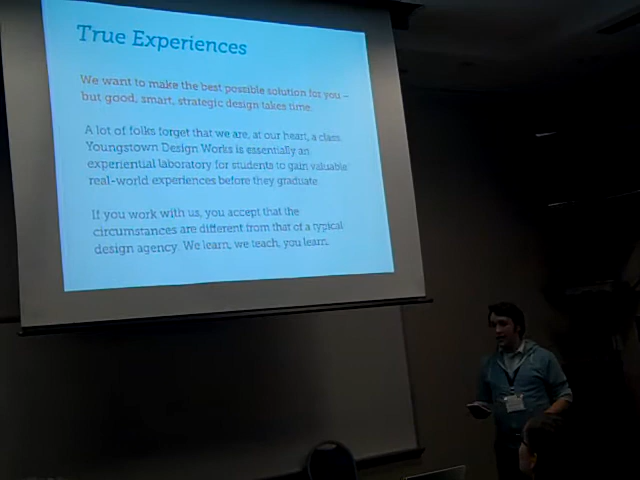 True Experiences
We want to make the best possible solution for you –
but good, smart, strategic design takes time.
A lot of folks forget that we are, at our heart, a class.
Youngstown Design Works is essentially an
experiential laboratory for students to gain valuable
real-world experiences before they graduate.
If you work with us, you accept that the
circumstances are different from that of a typical
design agency. We learn, we teach, you learn.